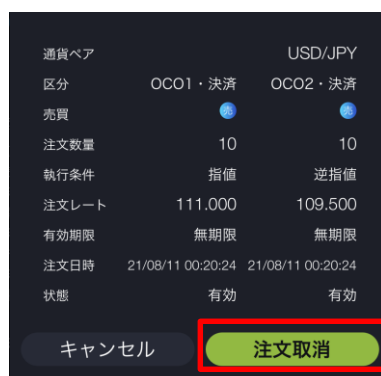 通貨ペア USD/JPY
区分 OCO1・決済 OCO2・決済
売買 売 売
注文数量 10 10
執行条件 指値 逆指値
注文レート 111.000 109.500
有効期限 無期限 無期限
注文日時 21/08/11 00:20:24 21/08/11 00:20:24
状態 有効 有効
キャンセル 注文取消